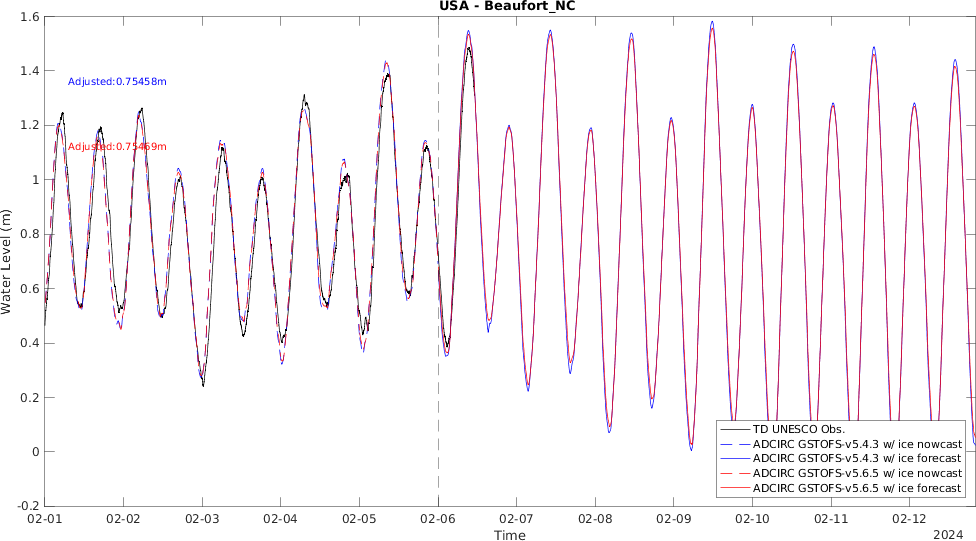 USA - Beaufort_NC
1.6
1.4
1.2
1
0.8
0.6
0.4
0.2
0
-0.2
Water Level (m)
Adjusted:0.75458m
Adjusted:0.75469m
TD UNESCO Obs.
ADCIRC GSTOFS-v5.4.3 w/ ice nowcast
ADCIRC GSTOFS-v5.4.3 w/ ice forecast
ADCIRC GSTOFS-v5.6.5 w/ ice nowcast
ADCIRC GSTOFS-v5.6.5 w/ ice forecast
02-01 02-02 02-03 02-04 02-05 02-06 02-07 02-08 02-09 02-10 02-11 02-12
Time
2024